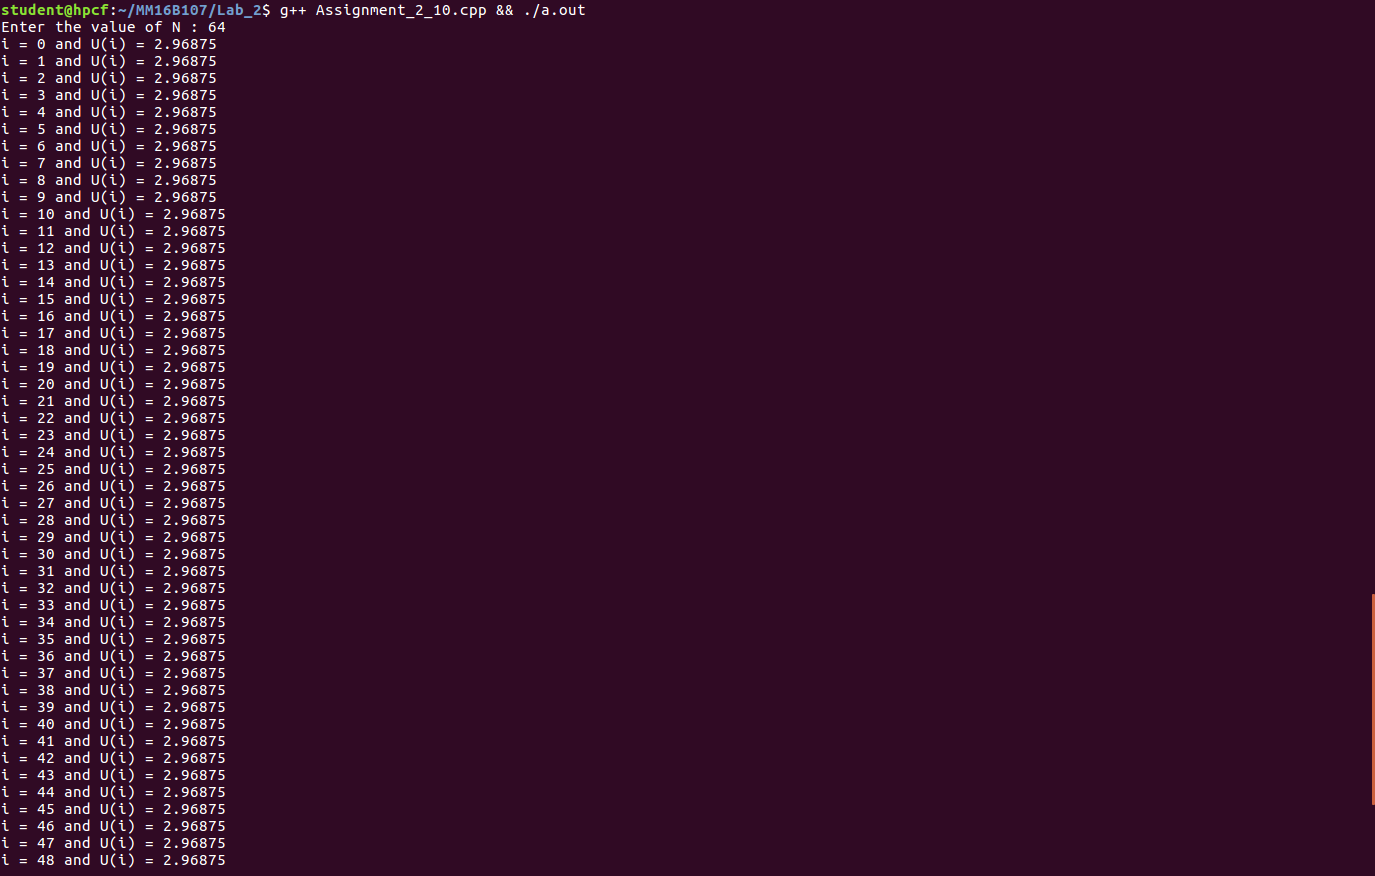 student@hpcf:~/MM16B107/Lab_2$ g++ Assignment_2_10.cpp && ./a.out
Enter the value of N : 64
i = 0 and U(i) = 2.96875
i = 1 and U(i) = 2.96875
i = 2 and U(i) = 2.96875
i = 3 and U(i) = 2.96875
i = 4 and U(i) = 2.96875
i = 5 and U(i) = 2.96875
i = 6 and U(i) = 2.96875
i = 7 and U(i) = 2.96875
i = 8 and U(i) = 2.96875
i = 9 and U(i) = 2.96875
i = 10 and U(i) = 2.96875
i = 11 and U(i) = 2.96875
i = 12 and U(i) = 2.96875
i = 13 and U(i) = 2.96875
i = 14 and U(i) = 2.96875
i = 15 and U(i) = 2.96875
i = 16 and U(i) = 2.96875
i = 17 and U(i) = 2.96875
i = 18 and U(i) = 2.96875
i = 19 and U(i) = 2.96875
i = 20 and U(i) = 2.96875
i = 21 and U(i) = 2.96875
i = 22 and U(i) = 2.96875
i = 23 and U(i) = 2.96875
i = 24 and U(i) = 2.96875
i = 25 and U(i) = 2.96875
i = 26 and U(i) = 2.96875
i = 27 and U(i) = 2.96875
i = 28 and U(i) = 2.96875
i = 29 and U(i) = 2.96875
i = 30 and U(i) = 2.96875
i = 31 and U(i) = 2.96875
i = 32 and U(i) = 2.96875
i = 33 and U(i) = 2.96875
i = 34 and U(i) = 2.96875
i = 35 and U(i) = 2.96875
i = 36 and U(i) = 2.96875
i = 37 and U(i) = 2.96875
i = 38 and U(i) = 2.96875
i = 39 and U(i) = 2.96875
i = 40 and U(i) = 2.96875
i = 41 and U(i) = 2.96875
i = 42 and U(i) = 2.96875
i = 43 and U(i) = 2.96875
i = 44 and U(i) = 2.96875
i = 45 and U(i) = 2.96875
i = 46 and U(i) = 2.96875
i = 47 and U(i) = 2.96875
i = 48 and U(i) = 2.96875